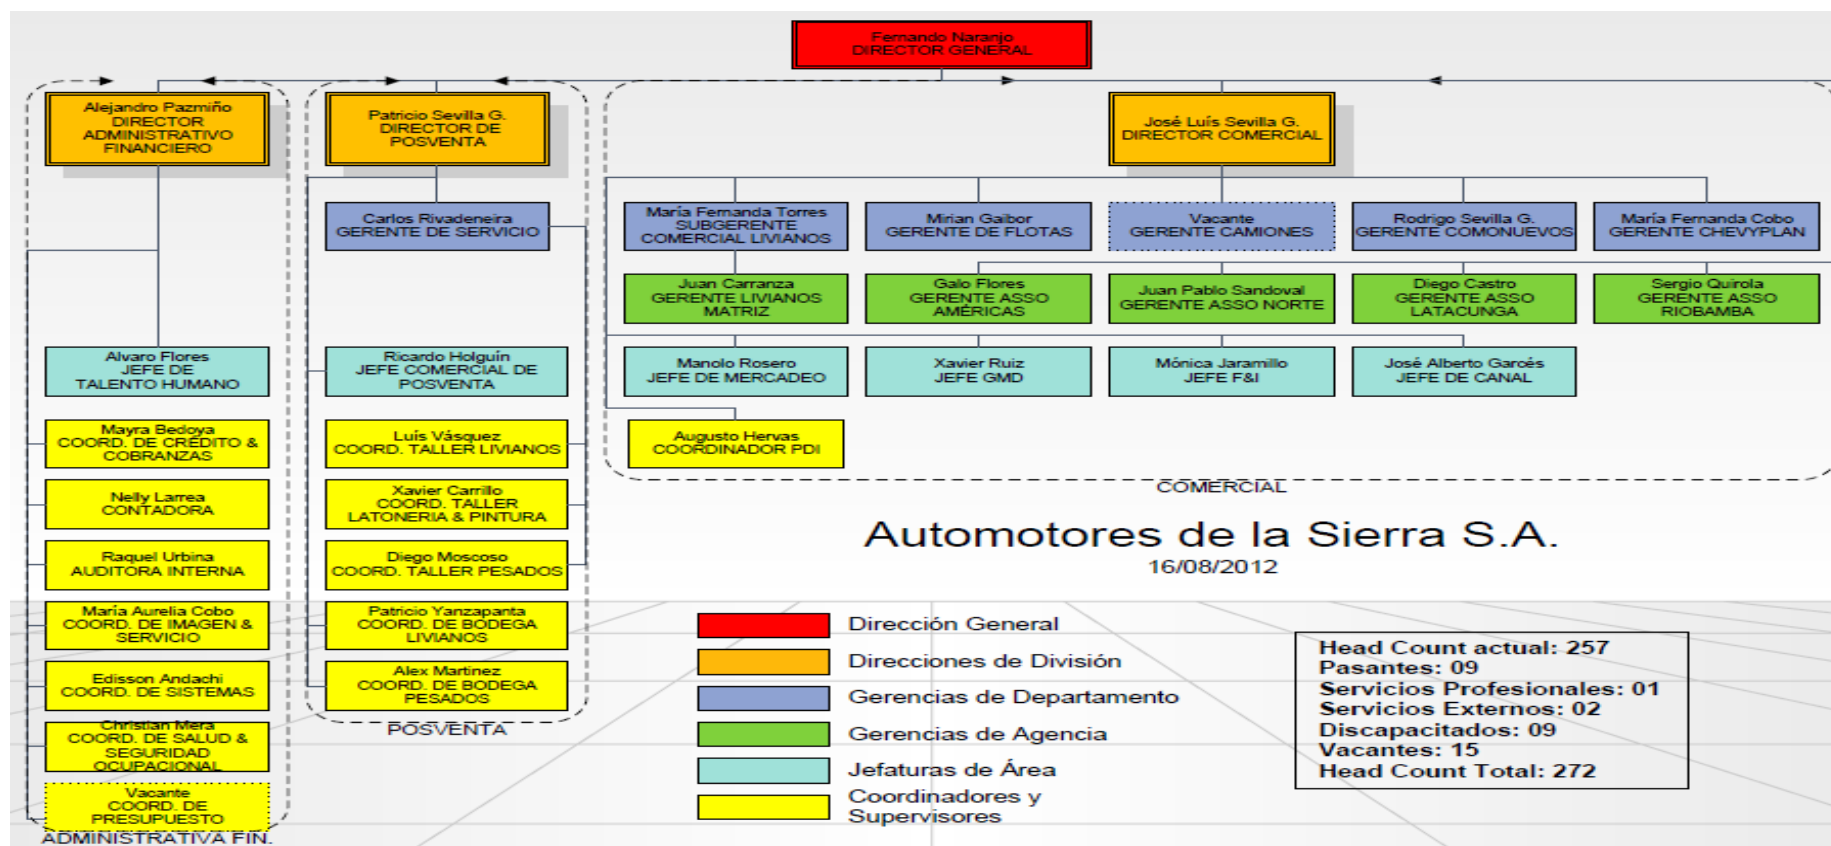 Fernando Naranjo
DIRECTOR GENERAL
Alejandro Pazmiño
DIRECTOR
ADMINISTRATIVO
FINANCIERO
Patricio Sevilla G.
DIRECTOR DE
POSVENTA
José Luís Sevilla G.
DIRECTOR COMERCIAL
Carlos Rivadeneira
GERENTE DE SERVICIO
María Fernanda Torres
SUBGERENTE
COMERCIAL LIVIANOS
Mirian Gaibor
GERENTE DE FLOTAS
Vacante
GERENTE CAMIONES
Rodrigo Sevilla G.
GERENTE COMONUEVOS
María Fernanda Cobo
GERENTE CHEVYPLAN
Juan Carranza
GERENTE LIVIANOS
MATRIZ
Galo Flores
GERENTE ASSO
AMÉRICAS
Juan Pablo Sandoval
GERENTE ASSO NORTE
Diego Castro
GERENTE ASSO
LATACUNGA
Sergio Quirola
GERENTE ASSO
RIOBAMBA
Alvaro Flores
JEFE DE
TALENTO HUMANO
Ricardo Holguín
JEFE COMERCIAL DE
POSVENTA
Manolo Rosero
JEFE DE MERCADEO
Xavier Ruiz
JEFE GMD
Mónica Jaramillo
JEFE F&I
José Alberto Garcés
JEFE DE CANAL
Mayra Bedoya
COORD. DE CRÉDITO &
COBRANZAS
Luís Vásquez
COORD. TALLER LIVIANOS
Augusto Hervas
COORDINADOR PDI
COMERCIAL
Nelly Larrea
CONTADORA
Xavier Carrillo
COORD. TALLER
LATONERIA & PINTURA
Raquel Urbina
AUDITORA INTERNA
Diego Moscoso
COORD. TALLER PESADOS
María Aurelia Cobo
COORD. DE IMAGEN &
SERVICIO
Patricio Yanzapanta
COORD. DE BODEGA
LIVIANOS
Edisson Andachi
COORD. DE SISTEMAS
Alex Martinez
COORD. DE BODEGA
PESADOS
POSVENTA
Christian Mera
COORD. DE SALUD &
SEGURIDAD
OCUPACIONAL
Vacante
COORD. DE
PRESUPUESTO
ADMINISTRATIVA FIN.
Automotores de la Sierra S.A.
16/08/2012
Dirección General
Direcciones de División
Gerencias de Departamento
Gerencias de Agencia
Jefaturas de Área
Coordinadores y
Supervisores
Head Count actual: 257
Pasantes: 09
Servicios Profesionales: 01
Servicios Externos: 02
Discapacitados: 09
Vacantes: 15
Head Count Total: 272